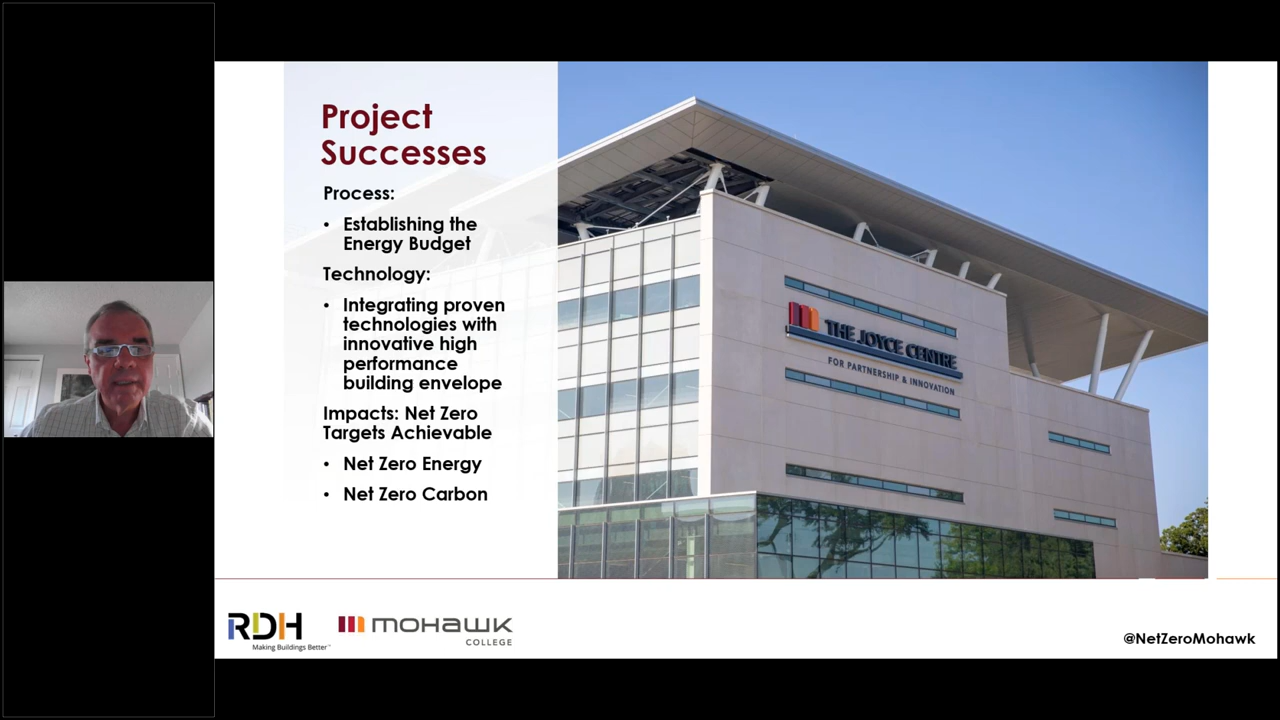 Project
Successes
Process:
• Establishing the
Energy Budget
Technology:
• Integrating proven
technologies with
innovative high
performance
building envelope
Impacts: Net Zero
Targets Achievable
• Net Zero Energy
• Net Zero Carbon
THE JOYCE CENTRE
FOR PARTNERSHIP & INNOVATION
RDH
Making Buildings Better™
mohawk
COLLEGE
@NetZeroMohawk